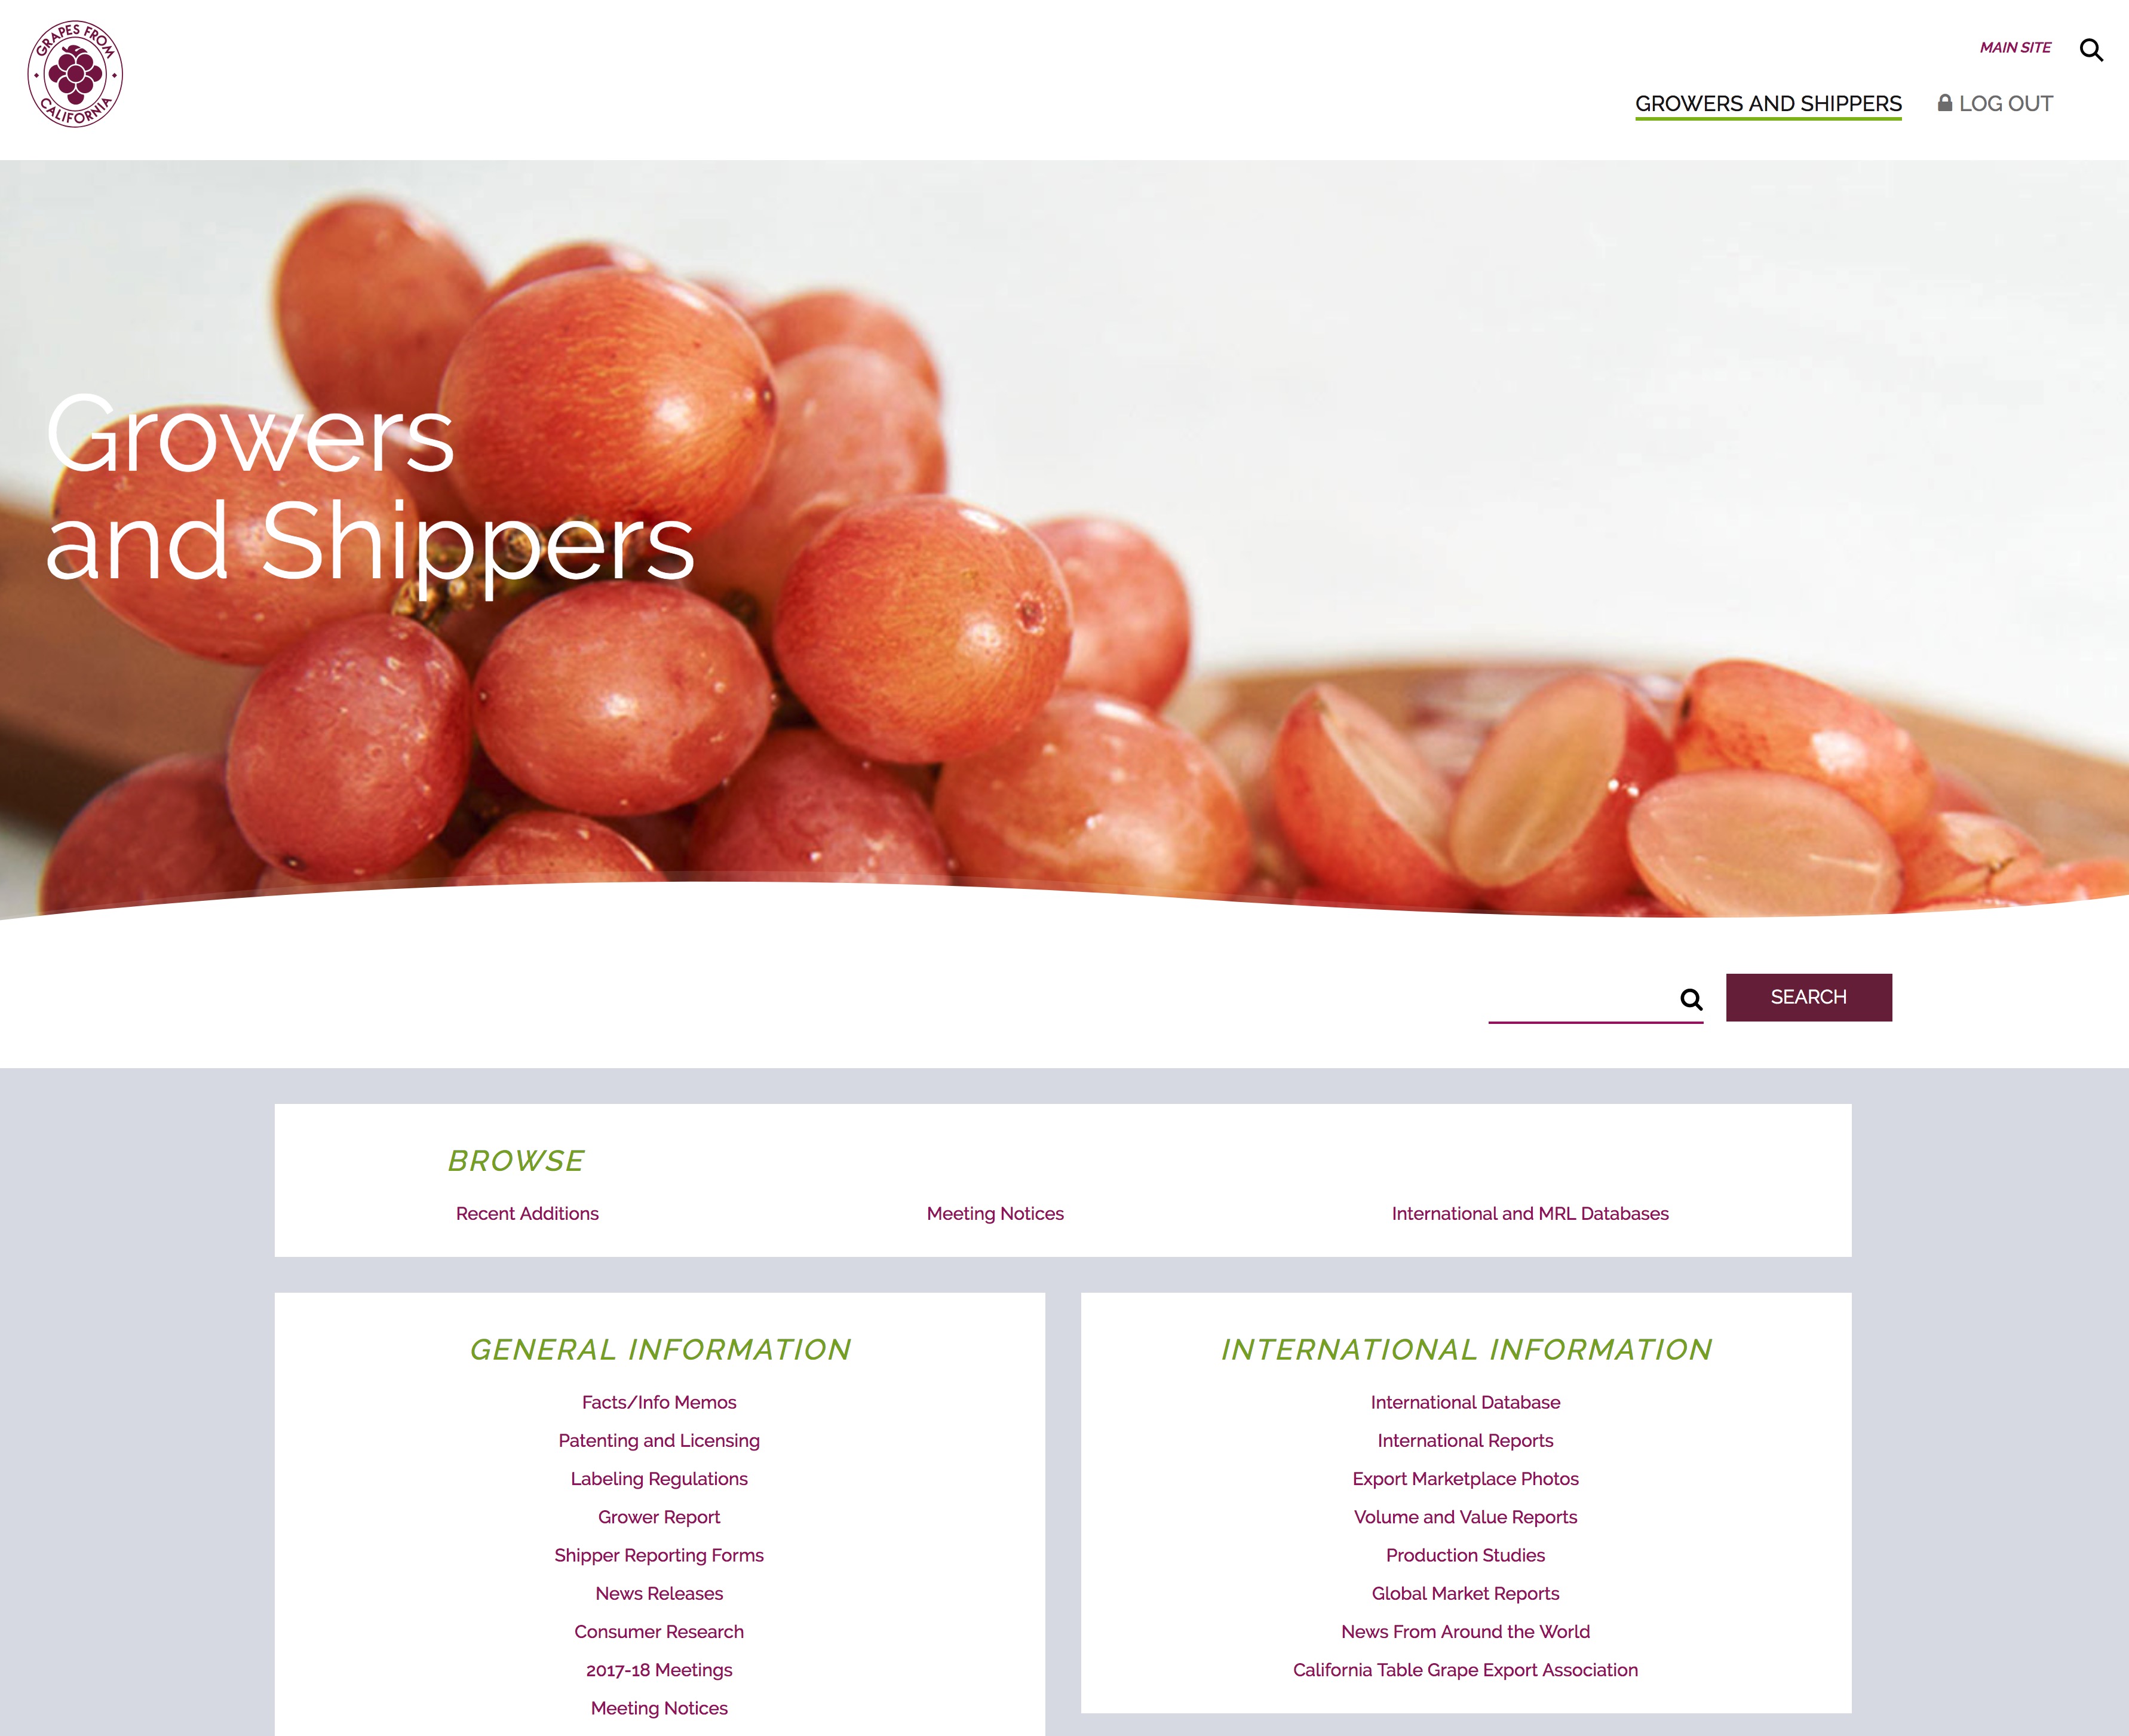 GRAPES FROM
CALIFORNIA
MAIN SITE
GROWERS AND SHIPPERS
LOG OUT
Growers
and Shippers
SEARCH
BROWSE
Recent Additions
Meeting Notices
International and MRL Databases
GENERAL INFORMATION
Facts/Info Memos
Patenting and Licensing
Labeling Regulations
Grower Report
Shipper Reporting Forms
News Releases
Consumer Research
2017-18 Meetings
Meeting Notices
INTERNATIONAL INFORMATION
International Database
International Reports
Export Marketplace Photos
Volume and Value Reports
Production Studies
Global Market Reports
News From Around the World
California Table Grape Export Association